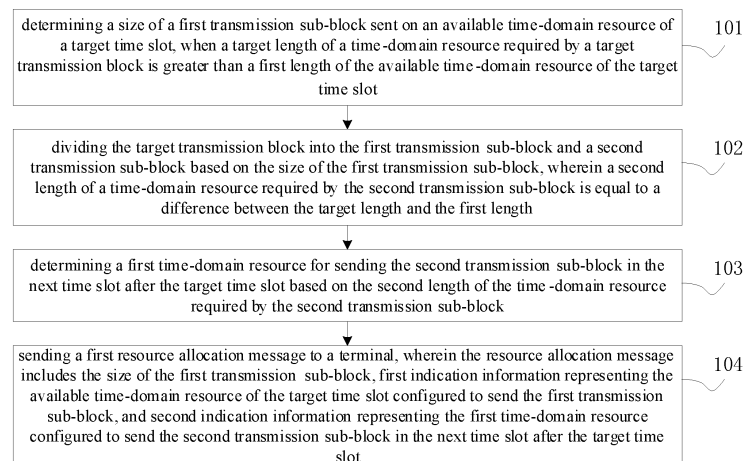 determining a size of a first transmission sub-block sent on an available time-domain resource of
a target time slot, when a target length of a time-domain resource required by a target
transmission block is greater than a first length of the available time-domain resource of the target
time slot
101
dividing the target transmission block into the first transmission sub-block and a second
transmission sub-block based on the size of the first transmission sub-block, wherein a second
length of a time-domain resource required by the second transmission sub-block is equal to a
difference between the target length and the first length
102
determining a first time-domain resource for sending the second transmission sub-block in the
next time slot after the target time slot based on the second length of the time-domain resource
required by the second transmission sub-block
103
sending a first resource allocation message to a terminal, wherein the resource allocation message
includes the size of the first transmission sub-block, first indication information representing the
available time-domain resource of the target time slot configured to send the first transmission
sub-block, and second indication information representing the first time-domain resource
configured to send the second transmission sub-block in the next time slot after the target time
slot.
104